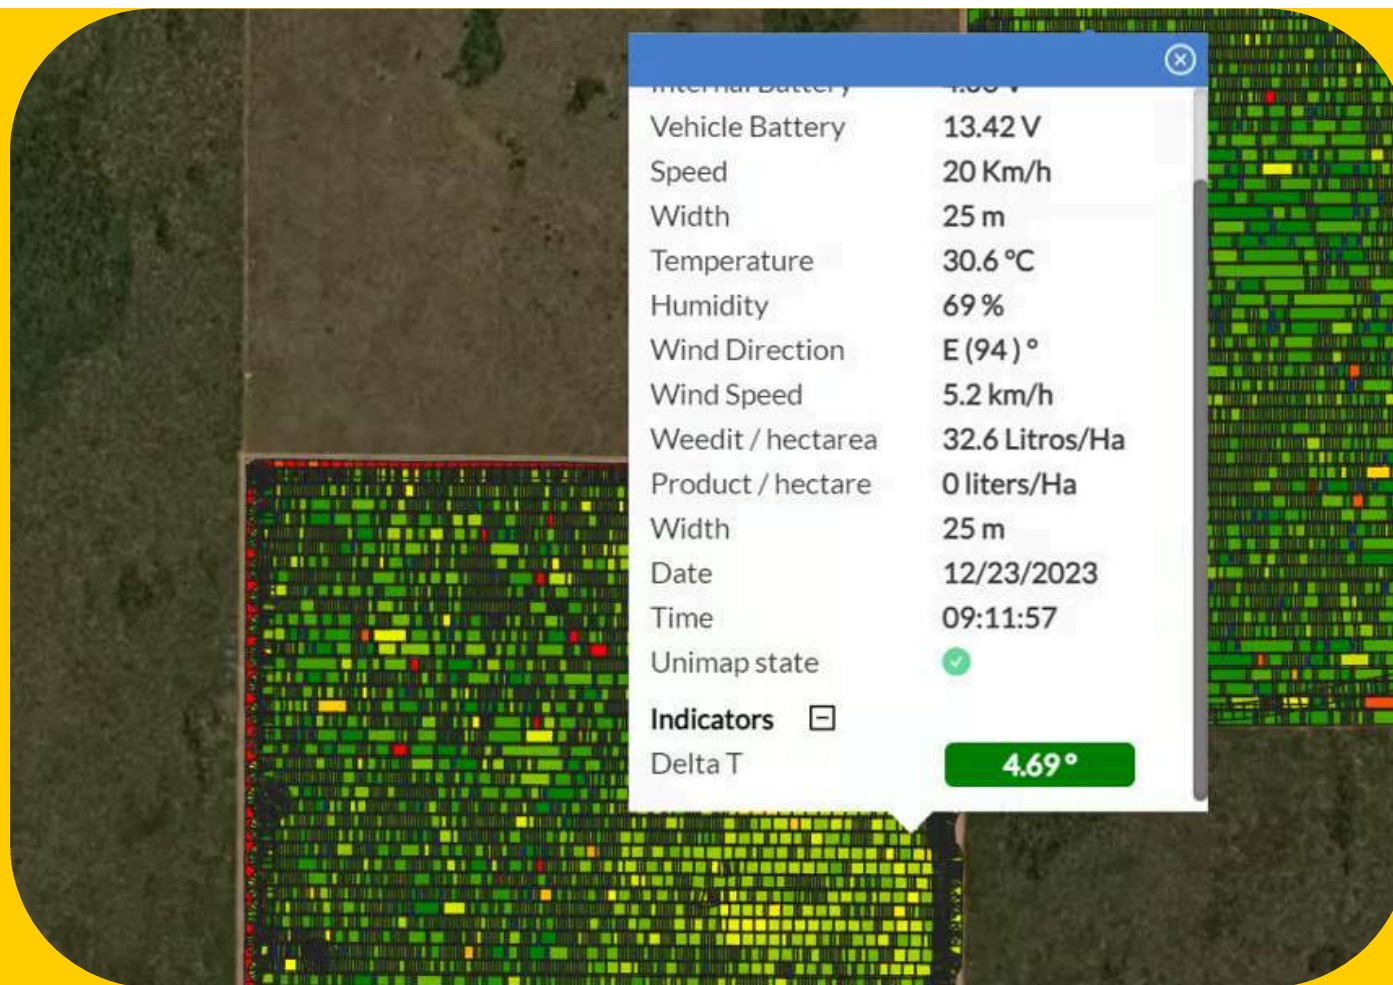 Vehicle Battery 13.42 V
Speed 20 Km/h
Width 25 m
Temperature 30.6 °C
Humidity 69 %
Wind Direction E (94) °
Wind Speed 5.2 km/h
Weedit / hectarea 32.6 Litros/Ha
Product / hectare 0 liters/Ha
Width 25 m
Date 12/23/2023
Time 09:11:57
Unimap state
Indicators
Delta T 4.69 °